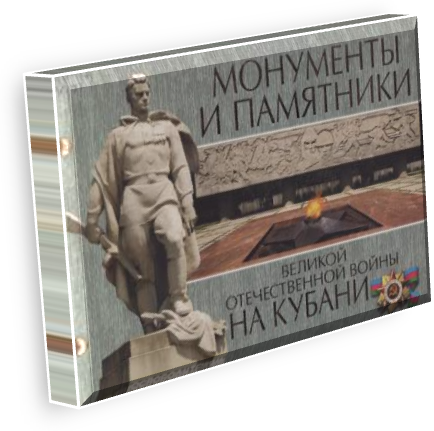 МОНУМЕНТЫ
И ПАМЯТНИКИ
ВЕЛИКОЙ
ОТЕЧЕСТВЕННОЙ ВОЙНЫ
НА КУБАНИ